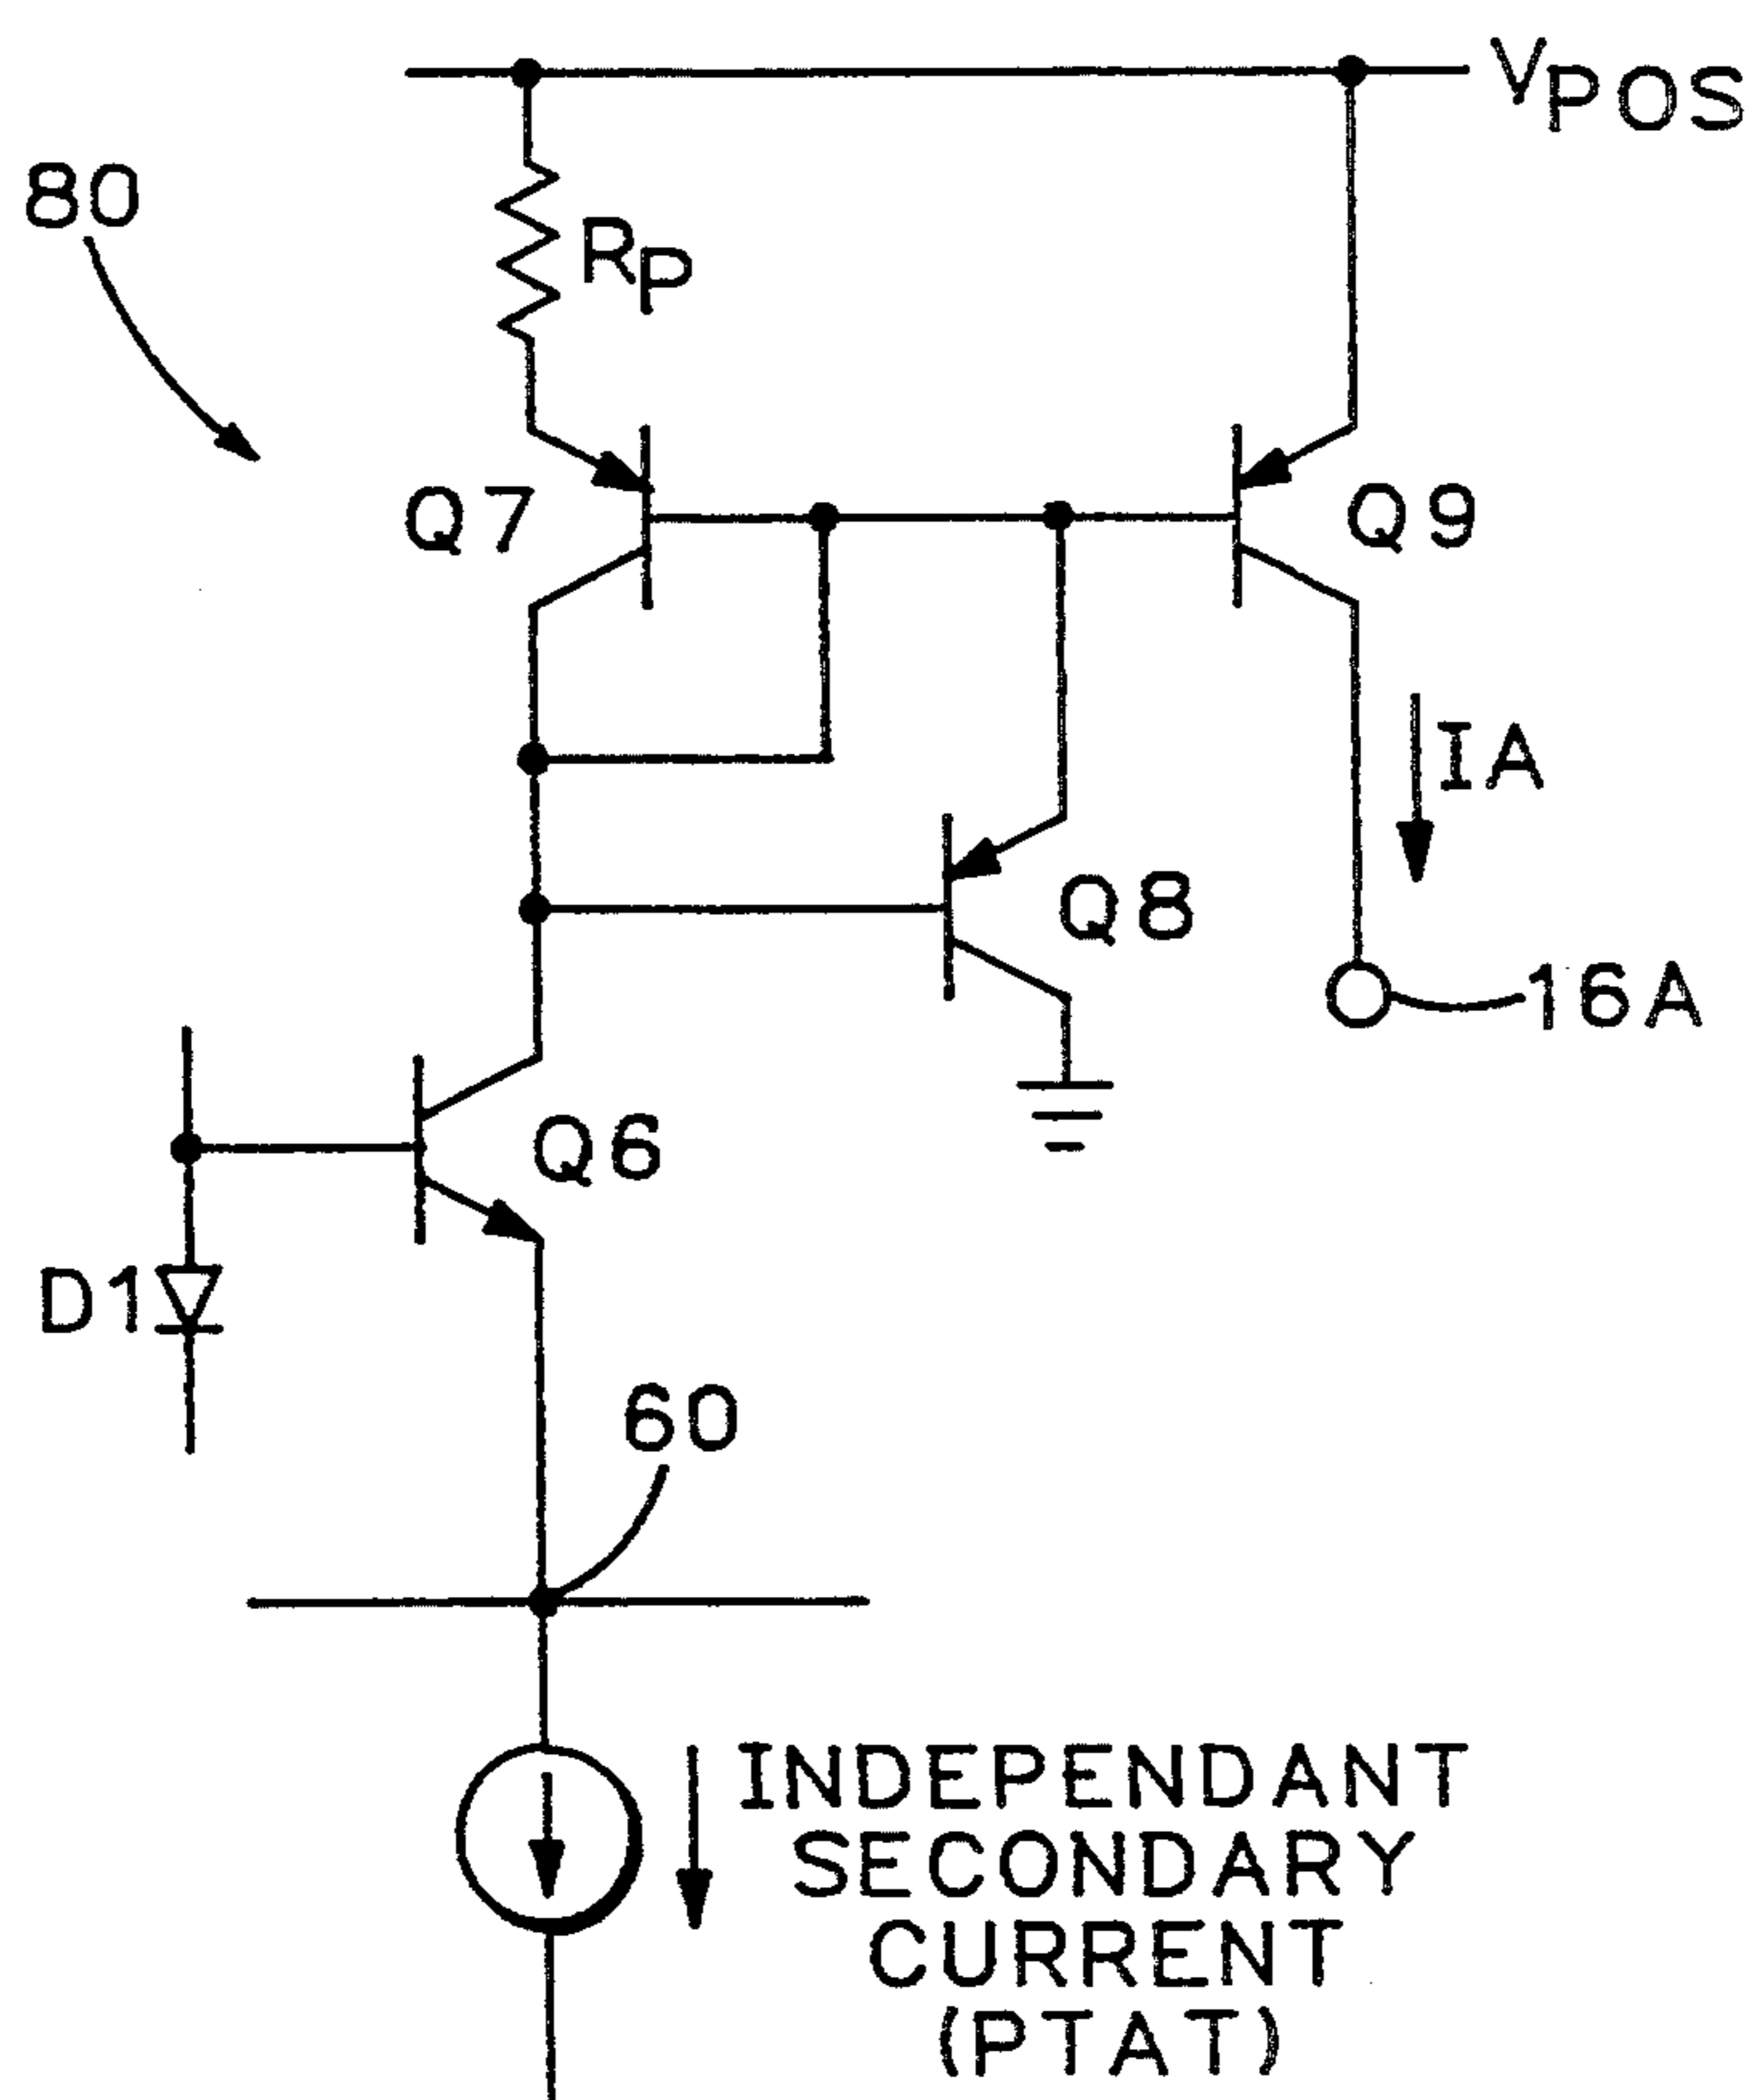 VPOS
80
RP
Q7
Q9
IA
Q8
16A
Q6
D1
60
INDEPENDANT
SECONDARY
CURRENT
(PTAT)